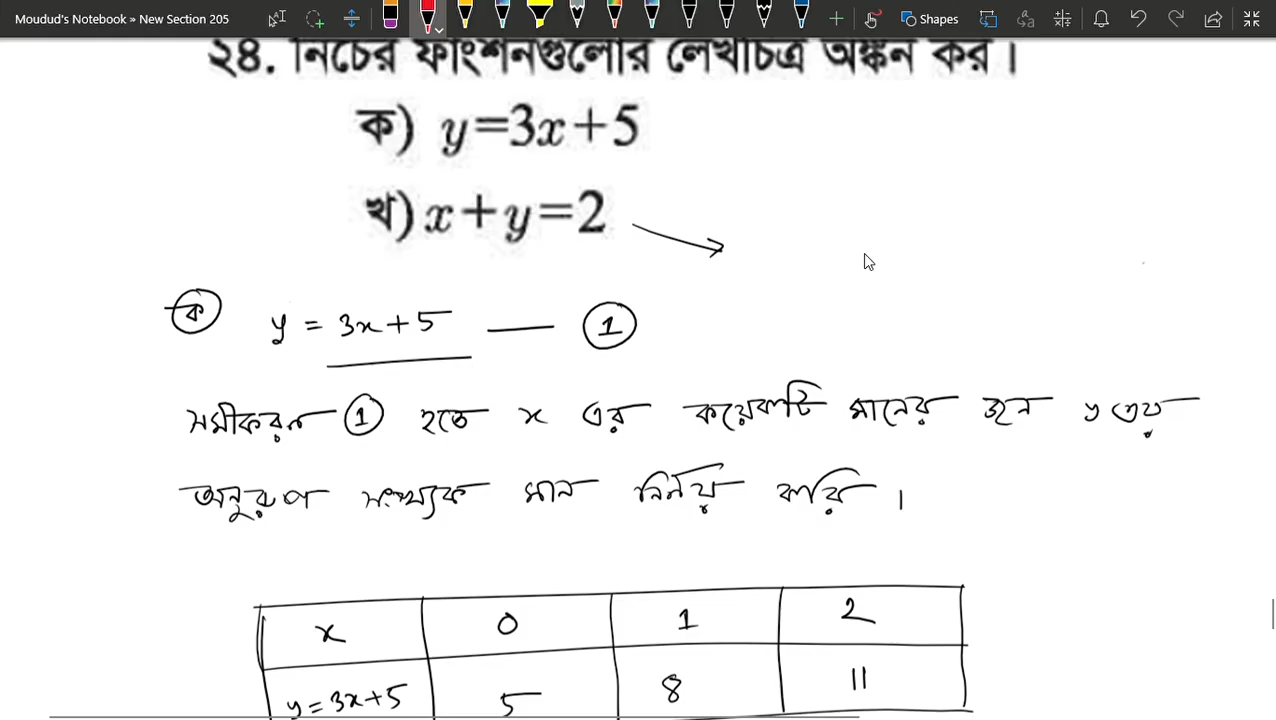 Moudud's Notebook » New Section 205
Shapes
২৪. নিচের ফাংশনগুলোর লেখচিত্র অঙ্কন কর।
ক) y=3x+5
খ) x+y=2
ক y = 3x+5 — 1
সমীকরণ 1 হতে x এর কয়েকটি মানের জন্য y এর
অনুরূপ সংখ্যক মান নির্নয় করি।
x 0 1 2
y=3x+5 5 8 11